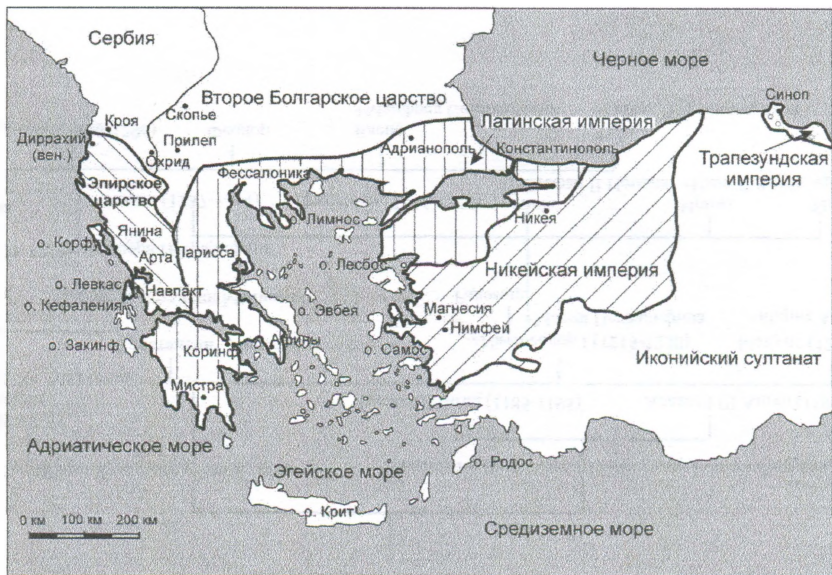 Сербия
Черное море
Синоп
Второе Болгарское царство
Скопье
Кроя
Диррахий
(вен.)
Прилеп
Охрид
Адрианополь
Латинская империя
Константинополь
Трапезундская
империя
Эпирское
царство
Фессалоника
о. Лимнос
Никея
Янина
о. Корфу
Арта
Ларисса
о. Лесбос
Никейская империя
о. Левкас
Навпакт
о. Кефаления
о. Эвбея
Магнесия
Нимфей
о. Закинф
Коринф
Афины
о. Самос
Иконийский султанат
Мистра
Адриатическое море
Эгейское море
о. Родос
о. Крит
Средиземное море
0 км 100 км 200 км